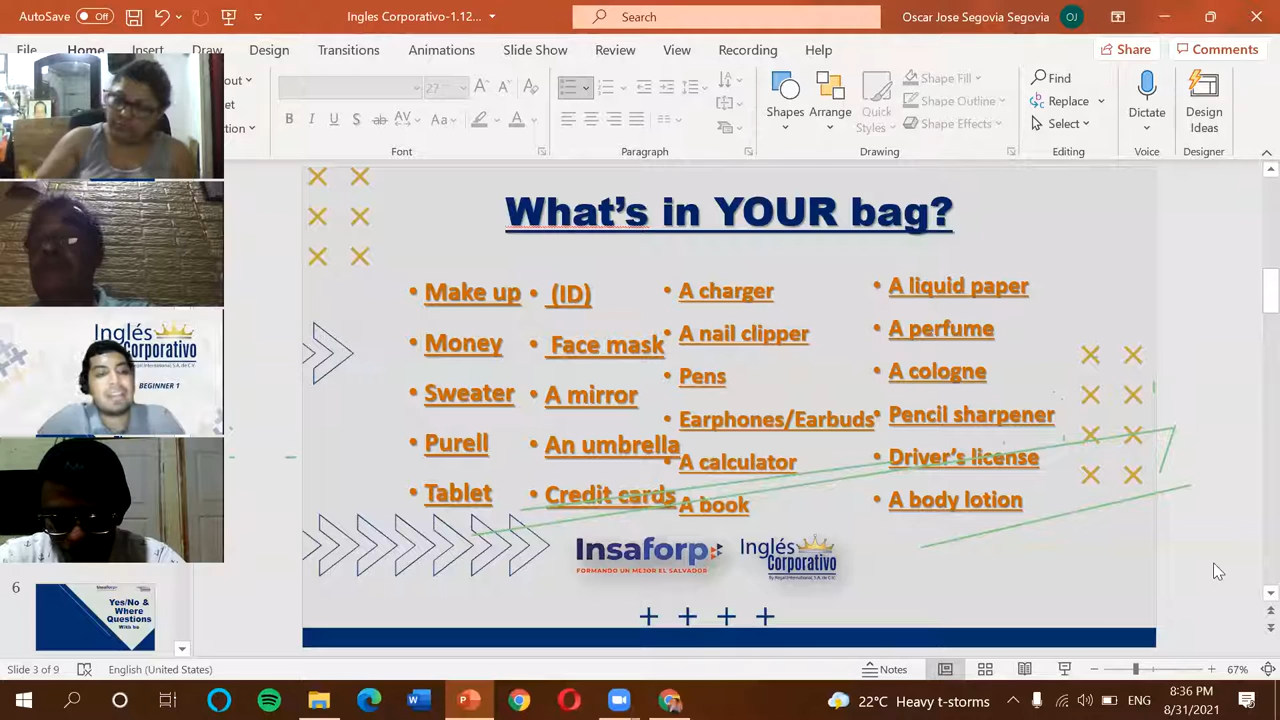 AutoSave Off
Ingles Corporativo-1.12...
Search
Oscar Jose Segovia Segovia OJ
File Home Insert Draw Design Transitions Animations Slide Show Review View Recording Help
Share Comments
Font
Paragraph
Shapes
Arrange
Quick Styles
Shape Fill
Shape Outline
Shape Effects
Drawing
Find
Replace
Select
Editing
Dictate
Voice
Design Ideas
Designer
What's in YOUR bag?
• Make up
• Money
• Sweater
• Purell
• Tablet
• (ID)
• Face mask
• A mirror
• An umbrella
• Credit cards
• A charger
• A nail clipper
• Pens
• Earphones/Earbuds
• A calculator
• A book
• A liquid paper
• A perfume
• A cologne
• Pencil sharpener
• Driver's license
• A body lotion
Insaforp
FORMANDO UN MEJOR EL SALVADOR
Inglés
Corporativo
Inglés
Corporativo
BEGINNER 1
6
Yes/No &
Where
Questions
With be
Slide 3 of 9
English (United States)
Notes
67%
22°C Heavy t-storms
ENG
8:36 PM
8/31/2021